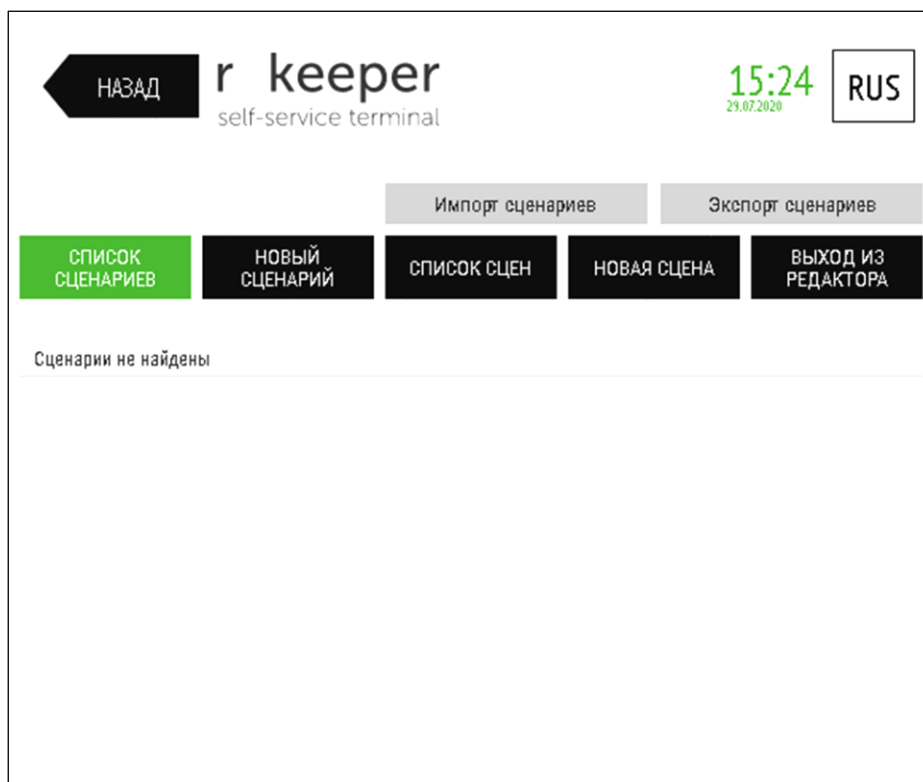 НАЗАД
r keeper
self-service terminal
15:24
29.07.2020
RUS
Импорт сценариев
Экспорт сценариев
СПИСОК
СЦЕНАРИЕВ
НОВЫЙ
СЦЕНАРИЙ
СПИСОК СЦЕН
НОВАЯ СЦЕНА
ВЫХОД ИЗ
РЕДАКТОРА
Сценарии не найдены